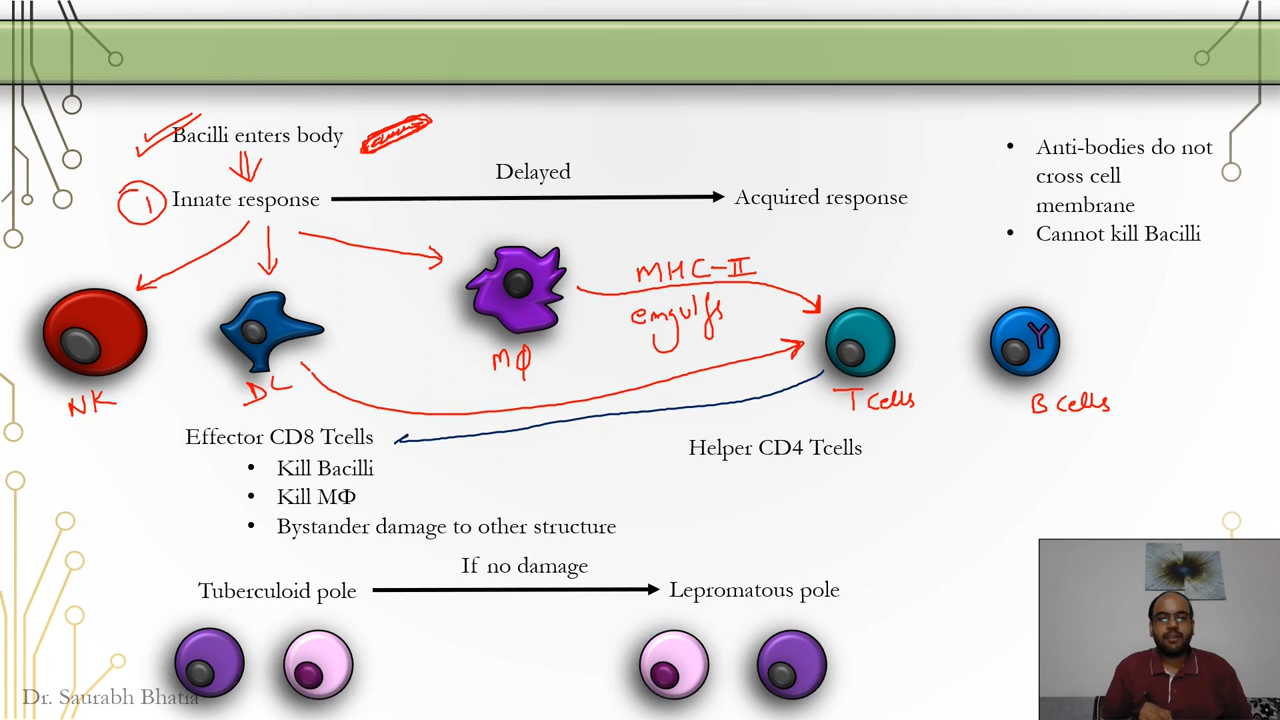 Bacilli enters body
Delayed
1 Innate response
Acquired response
• Anti-bodies do not
cross cell
membrane
• Cannot kill Bacilli
MHC-II
engulfs
MΦ
NK
DC
T cells
B cells
Effector CD8 Tcells
• Kill Bacilli
• Kill MΦ
• Bystander damage to other structure
Helper CD4 Tcells
If no damage
Tuberculoid pole
Lepromatous pole
Dr. Saurabh Bhatia